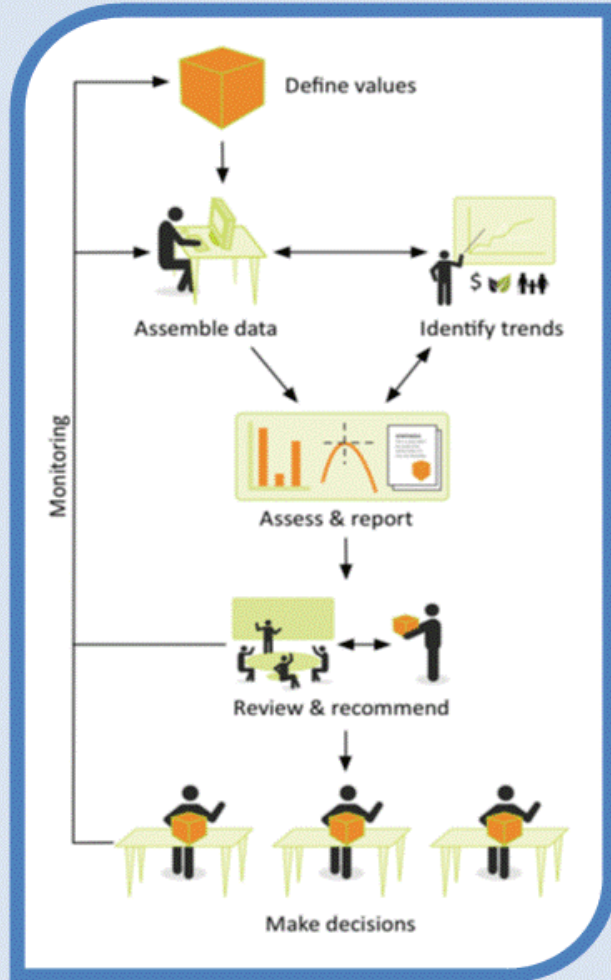 Define values
Assemble data
Identify trends
$
Monitoring
Assess & report
Review & recommend
Make decisions